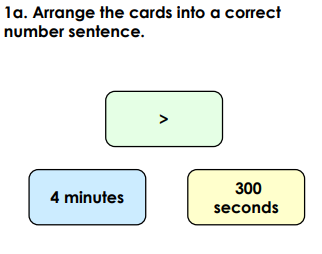 1a. Arrange the cards into a correct
number sentence.
>
4 minutes
300
seconds